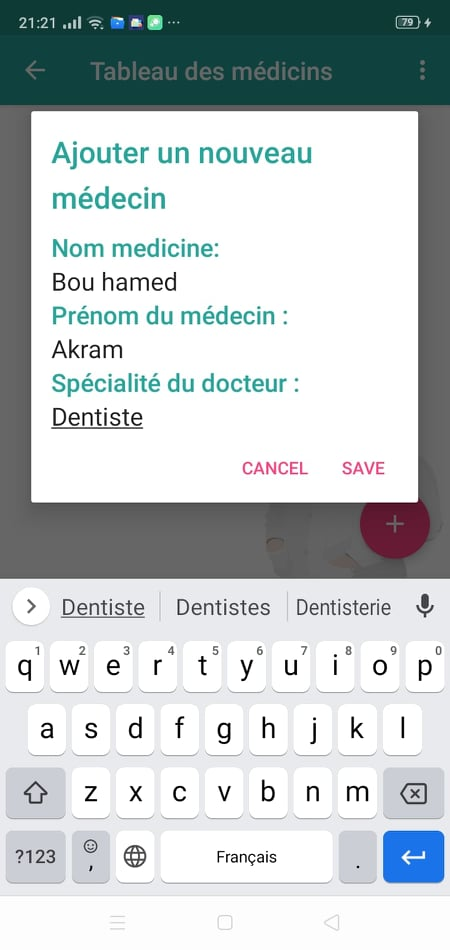 21:21
79
Tableau des médicins
Ajouter un nouveau
médecin
Nom medicine:
Bou hamed
Prénom du médecin :
Akram
Spécialité du docteur :
Dentiste
CANCEL SAVE
+
Dentiste Dentistes Dentisterie
q1 w2 e3 r4 t5 y6 u7 i8 o9 p0
a s d f g h j k l
z x c v b n m
?123 , Français .